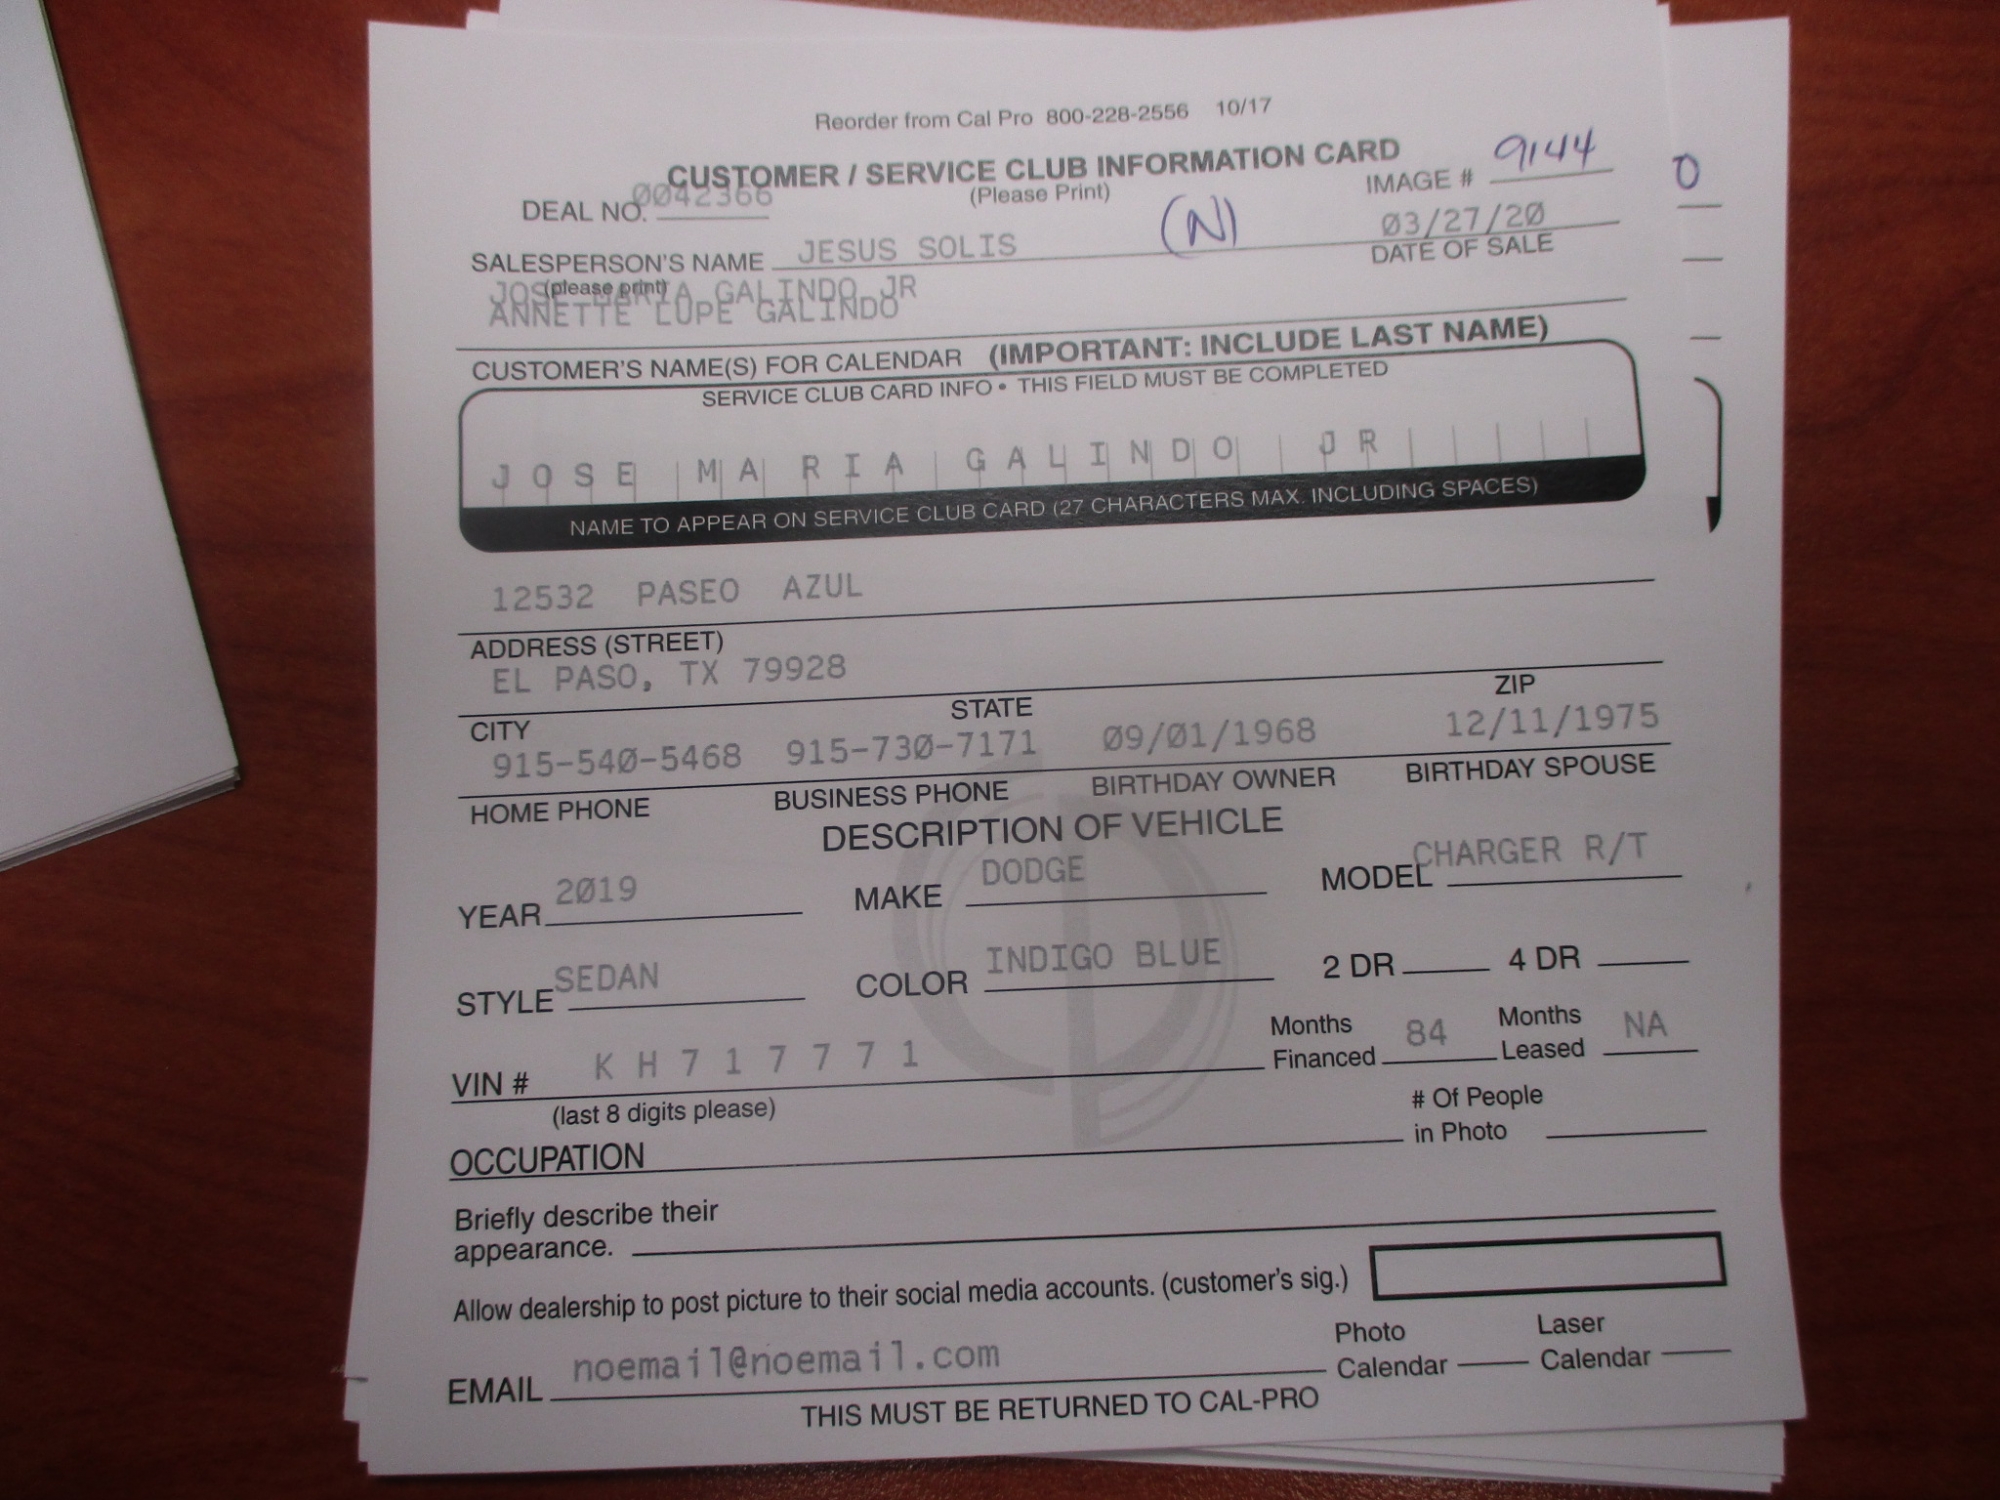 Reorder from Cal Pro 800-228-2556 10/17
CUSTOMER / SERVICE CLUB INFORMATION CARD
(Please Print)
IMAGE # 9144
DEAL NO. 0042366
(N)
O
SALESPERSON'S NAME JESUS SOLIS
03/27/20
DATE OF SALE
(please print)
JOSE MARIA GALINDO JR
ANNETTE LUPE GALINDO
CUSTOMER'S NAME(S) FOR CALENDAR (IMPORTANT: INCLUDE LAST NAME)
SERVICE CLUB CARD INFO • THIS FIELD MUST BE COMPLETED
JOSE MARIA GALINDO JR
NAME TO APPEAR ON SERVICE CLUB CARD (27 CHARACTERS MAX. INCLUDING SPACES)
12532 PASEO AZUL
ADDRESS (STREET)
EL PASO, TX 79928
CITY STATE ZIP
915-540-5468 915-730-7171 09/01/1968 12/11/1975
HOME PHONE BUSINESS PHONE BIRTHDAY OWNER BIRTHDAY SPOUSE
DESCRIPTION OF VEHICLE
YEAR 2019 MAKE DODGE MODEL CHARGER R/T
STYLE SEDAN COLOR INDIGO BLUE 2 DR 4 DR
VIN # K H 7 1 7 7 7 1 Months Financed 84 Months Leased NA
(last 8 digits please)
OCCUPATION # Of People in Photo
Briefly describe their
appearance.
Allow dealership to post picture to their social media accounts. (customer's sig.)
EMAIL noemail@noemail.com Photo Calendar Laser Calendar
THIS MUST BE RETURNED TO CAL-PRO